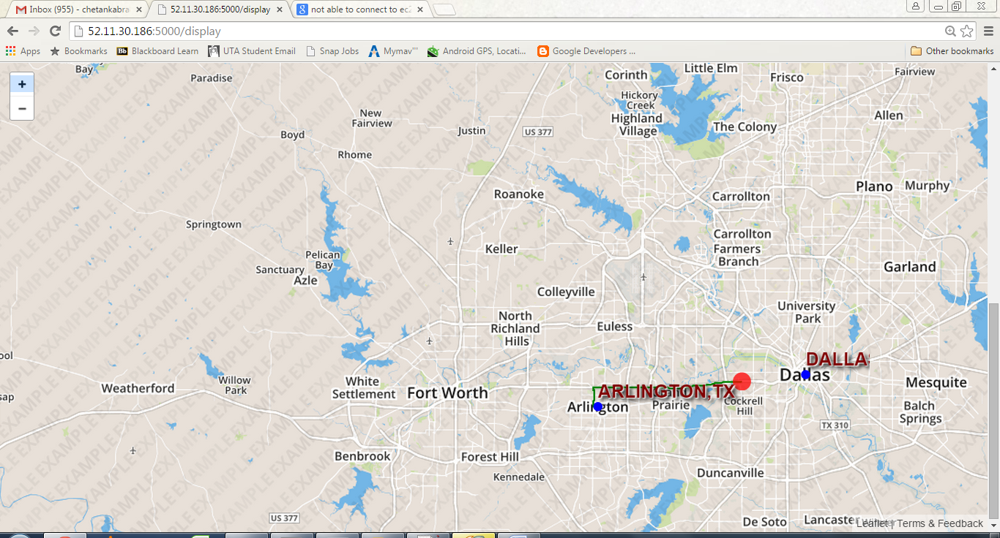 Inbox (955) - chetankabra
52.11.30.186:5000/display
not able to connect to ec2
52.11.30.186:5000/display
Apps
Bookmarks
Bb Blackboard Learn
UTA Student Email
Snap Jobs
Mymav'''
Android GPS, Locati...
Google Developers ...
Other bookmarks
+
−
Bay
Paradise
Corinth
Little Elm
Frisco
Fairview
Hickory
Creek
Highland
Village
The Colony
Allen
New
Fairview
Boyd
Justin
US 377
Rhome
Roanoke
Carrollton
Plano
Murphy
Springtown
Carrollton
Farmers
Branch
Keller
Pelican
Bay
Sanctuary
Azle
Garland
Colleyville
University
Park
North
Richland
Hills
Euless
DALLA
Dallas
Weatherford
Willow
Park
White
Settlement
Fort Worth
ARLINGTON,TX
Arlington
Prairie
Cockrell
Hill
Mesquite
Balch
Springs
TX 310
Benbrook
Forest Hill
Kennedale
Duncanville
US 377
De Soto
Lancaster
Leaflet | Terms & Feedback
EXAMPLE EXAMPLE EXAMPLE